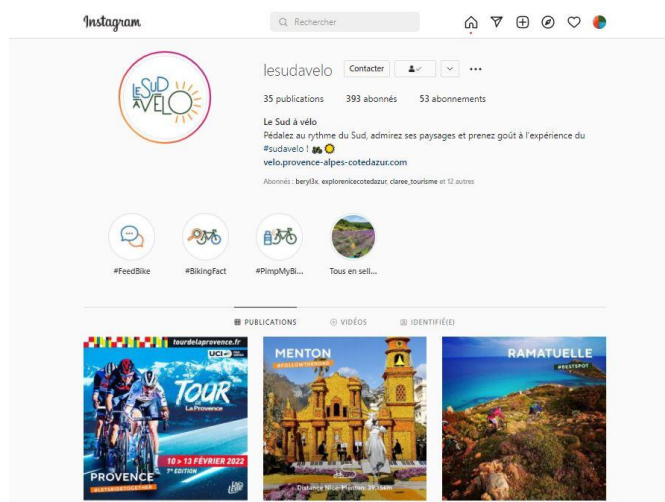 Instagram
Rechercher
LE SUD
À VÉLO
lesudavelo
Contacter
35 publications 393 abonnés 53 abonnements
Le Sud à vélo
Pédalez au rythme du Sud, admirez ses paysages et prenez goût à l'expérience du
#sudavelo !
velo.provence-alpes-cotedazur.com
Abonnés : beryl3x, explorenicecotedazur, claree_tourisme et 12 autres
#FeedBike #BikingFact #PimpMyBi... Tous en sell...
PUBLICATIONS VIDÉOS IDENTIFIÉ(E)
tourdelaprovence.fr
UCI
TOUR
La Provence
10 > 13 FÉVRIER 2022
7e ÉDITION
PROVENCE
#LETSRIDETOGETHER
MENTON
#FOLLOWTHEROAD
Distance Nice-Menton: 39,15km
RAMATUELLE
#BESTSPOT